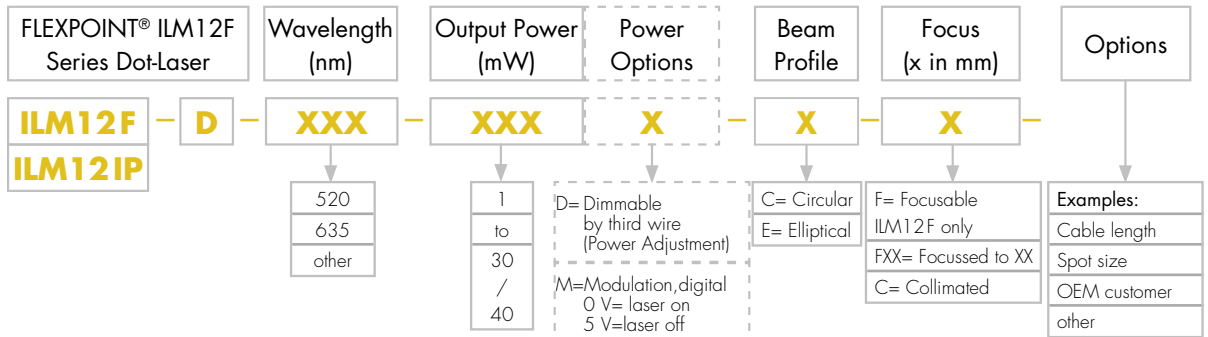 FLEXPOINT® ILM12F
Series Dot-Laser
Wavelength
(nm)
Output Power
(mW)
Power
Options
Beam
Profile
Focus
(x in mm)
Options
ILM12F – D – XXX – XXX X – X – X –
ILM12IP
520
635
other
1
to
30
/
40
D= Dimmable
by third wire
(Power Adjustment)
M=Modulation,digital
0 V= laser on
5 V=laser off
C= Circular
E= Elliptical
F= Focusable
ILM12F only
FXX= Focussed to XX
C= Collimated
Examples:
Cable length
Spot size
OEM customer
other